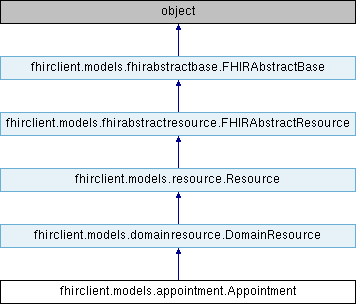 object
fhirclient.models.fhirabstractbase.FHIRAbstractBase
fhirclient.models.fhirabstractresource.FHIRAbstractResource
fhirclient.models.resource.Resource
fhirclient.models.domainresource.DomainResource
fhirclient.models.appointment.Appointment